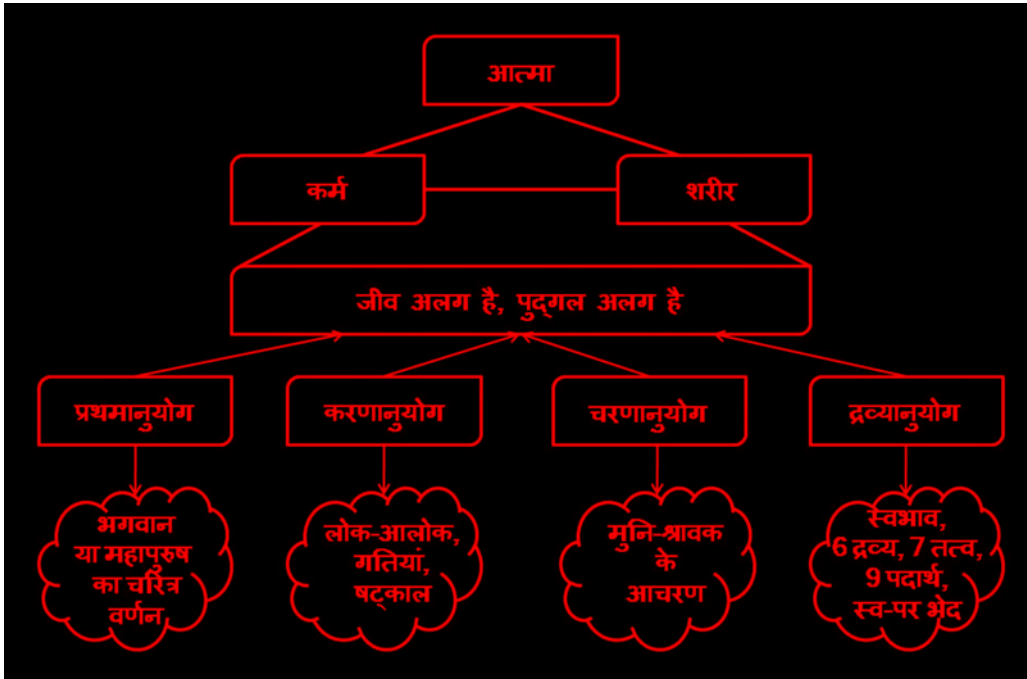 आत्मा
कर्म
शरीर
जीव अलग है, पुद्गल अलग है
प्रथमानुयोग
करणानुयोग
चरणानुयोग
द्रव्यानुयोग
भगवान
या महापुरुष
का चरित्र
वर्णन
लोक-आलोक,
गतियां,
षट्काल
मुनि-श्रावक
के
आचरण
स्वभाव,
6 द्रव्य, 7 तत्व,
9 पदार्थ,
स्व-पर भेद